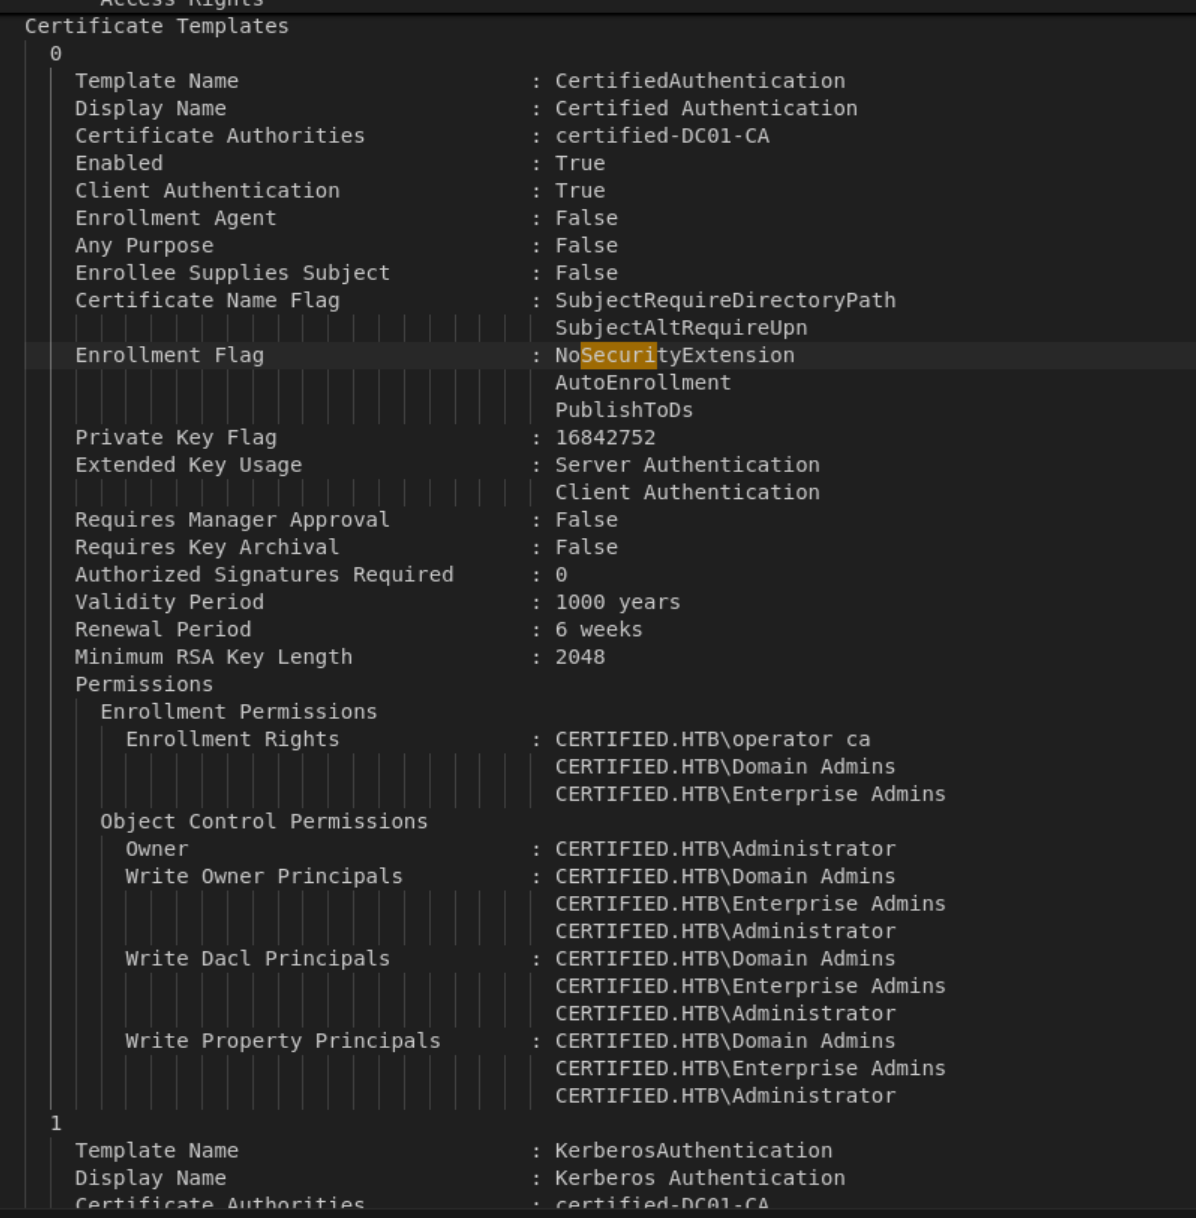 Access Rights
Certificate Templates
0
Template Name : CertifiedAuthentication
Display Name : Certified Authentication
Certificate Authorities : certified-DC01-CA
Enabled : True
Client Authentication : True
Enrollment Agent : False
Any Purpose : False
Enrollee Supplies Subject : False
Certificate Name Flag : SubjectRequireDirectoryPath
SubjectAltRequireUpn
Enrollment Flag : NoSecurityExtension
AutoEnrollment
PublishToDs
Private Key Flag : 16842752
Extended Key Usage : Server Authentication
Client Authentication
Requires Manager Approval : False
Requires Key Archival : False
Authorized Signatures Required : 0
Validity Period : 1000 years
Renewal Period : 6 weeks
Minimum RSA Key Length : 2048
Permissions
Enrollment Permissions
Enrollment Rights : CERTIFIED.HTB\operator ca
CERTIFIED.HTB\Domain Admins
CERTIFIED.HTB\Enterprise Admins
Object Control Permissions
Owner : CERTIFIED.HTB\Administrator
Write Owner Principals : CERTIFIED.HTB\Domain Admins
CERTIFIED.HTB\Enterprise Admins
CERTIFIED.HTB\Administrator
Write Dacl Principals : CERTIFIED.HTB\Domain Admins
CERTIFIED.HTB\Enterprise Admins
CERTIFIED.HTB\Administrator
Write Property Principals : CERTIFIED.HTB\Domain Admins
CERTIFIED.HTB\Enterprise Admins
CERTIFIED.HTB\Administrator
1
Template Name : KerberosAuthentication
Display Name : Kerberos Authentication
Certificate Authorities : certified-DC01-CA